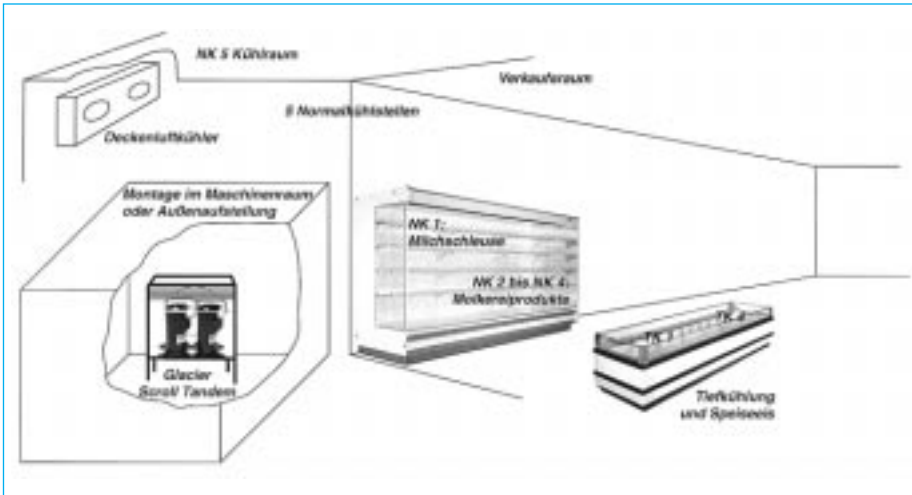 NK 5 Kühlraum
Verkaufsraum
5 Normalkühlstellen
Deckenluftkühler
Montage im Maschinenraum
oder Außenaufstellung
NK 1:
Milchschleuse
NK 2 bis NK 4:
Molkereiprodukte
Glacier
Scroll Tandem
Tiefkühlung
und Speiseeis